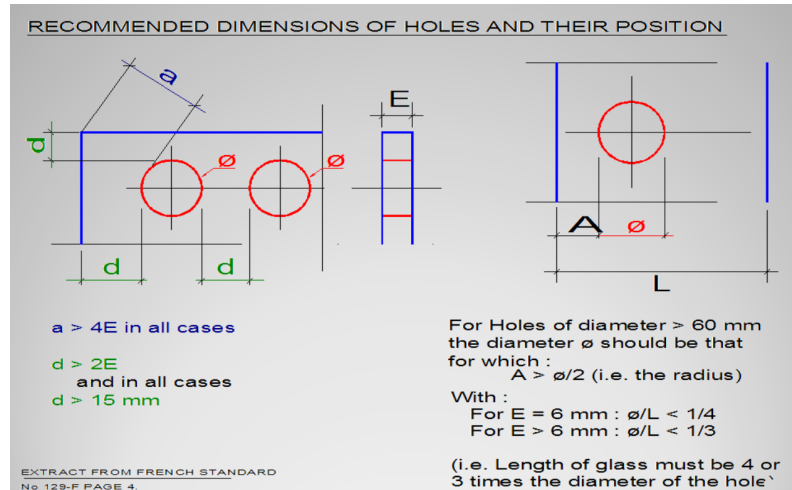 RECOMMENDED DIMENSIONS OF HOLES AND THEIR POSITION
a
E
d
ø
ø
A
ø
d
d
L
a > 4E in all cases
d > 2E
and in all cases
d > 15 mm
For Holes of diameter > 60 mm
the diameter ø should be that
for which :
A > ø/2 (i.e. the radius)
With :
For E = 6 mm : ø/L < 1/4
For E > 6 mm : ø/L < 1/3
(i.e. Length of glass must be 4 or
3 times the diameter of the hole`
EXTRACT FROM FRENCH STANDARD
No 129-F PAGE 4.